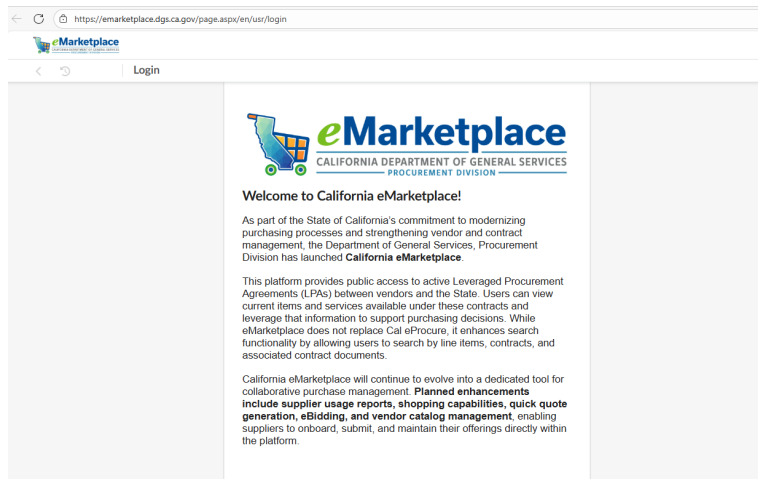 https://emarketplace.dgs.ca.gov/page.aspx/en/usr/login
eMarketplace
CALIFORNIA DEPARTMENT OF GENERAL SERVICES
Login
eMarketplace
CALIFORNIA DEPARTMENT OF GENERAL SERVICES
PROCUREMENT DIVISION
Welcome to California eMarketplace!
As part of the State of California's commitment to modernizing
purchasing processes and strengthening vendor and contract
management, the Department of General Services, Procurement
Division has launched California eMarketplace.
This platform provides public access to active Leveraged Procurement
Agreements (LPAs) between vendors and the State. Users can view
current items and services available under these contracts and
leverage that information to support purchasing decisions. While
eMarketplace does not replace Cal eProcure, it enhances search
functionality by allowing users to search by line items, contracts, and
associated contract documents.
California eMarketplace will continue to evolve into a dedicated tool for
collaborative purchase management. Planned enhancements
include supplier usage reports, shopping capabilities, quick quote
generation, eBidding, and vendor catalog management, enabling
suppliers to onboard, submit, and maintain their offerings directly within
the platform.